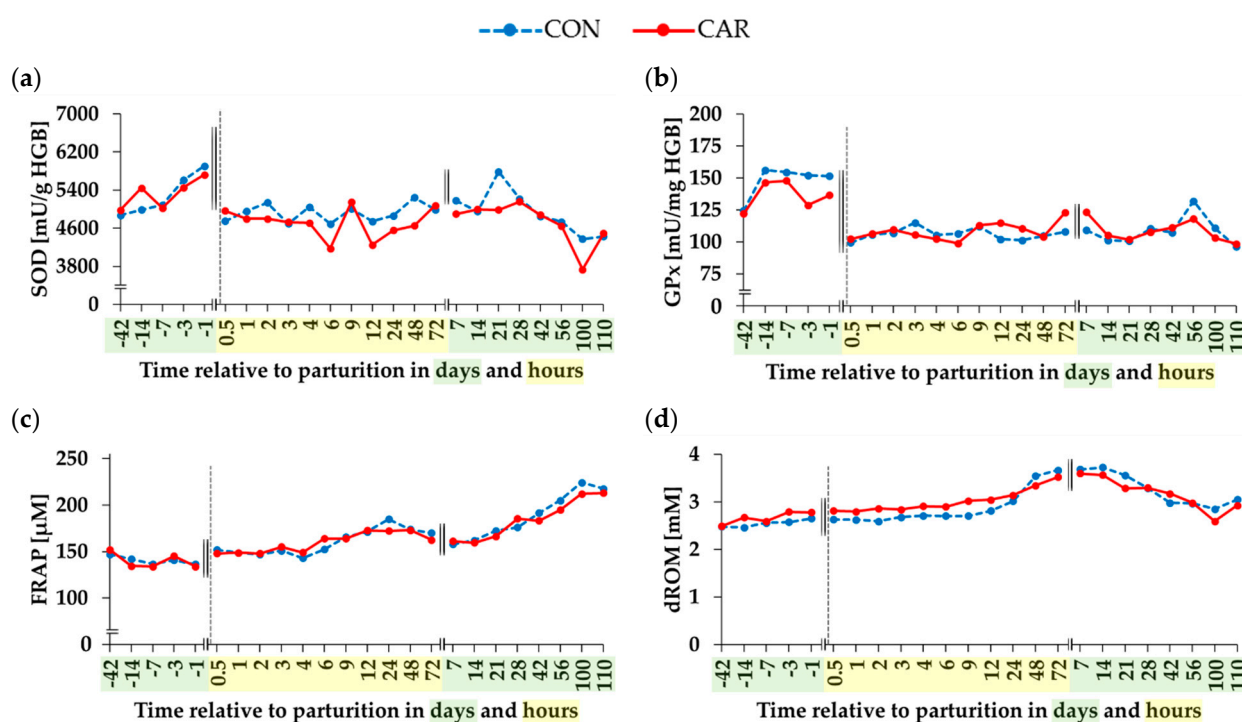 CON CAR
(a)
SOD [mU/g HGB]
7000
6200
5400
4600
3800
0
-42 -14 -7 -3 -1 0.5 1 2 3 4 6 9 12 24 48 72 7 14 21 28 42 56 100 110
Time relative to parturition in days and hours
(b)
GPx [mU/mg HGB]
200
175
150
125
100
75
0
-42 -14 -7 -3 -1 0.5 1 2 3 4 6 9 12 24 48 72 7 14 21 28 42 56 100 110
Time relative to parturition in days and hours
(c)
FRAP [µM]
250
200
150
100
0
-42 -14 -7 -3 -1 0.5 1 2 3 4 6 9 12 24 48 72 7 14 21 28 42 56 100 110
Time relative to parturition in days and hours
(d)
dROM [mM]
4
3
2
1
0
-42 -14 -7 -3 -1 0.5 1 2 3 4 6 9 12 24 48 72 7 14 21 28 42 56 100 110
Time relative to parturition in days and hours